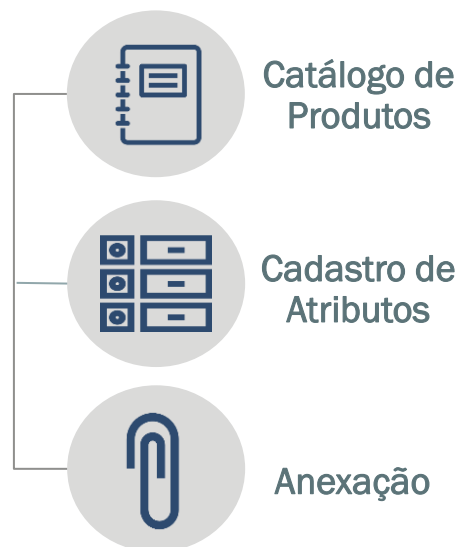 Catálogo de
Produtos
Cadastro de
Atributos
Anexação